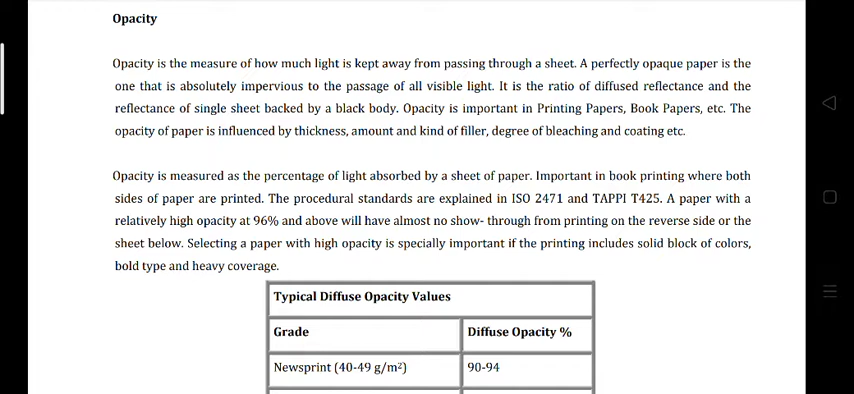 Opacity
Opacity is the measure of how much light is kept away from passing through a sheet. A perfectly opaque paper is the
one that is absolutely impervious to the passage of all visible light. It is the ratio of diffused reflectance and the
reflectance of single sheet backed by a black body. Opacity is important in Printing Papers, Book Papers, etc. The
opacity of paper is influenced by thickness, amount and kind of filler, degree of bleaching and coating etc.
Opacity is measured as the percentage of light absorbed by a sheet of paper. Important in book printing where both
sides of paper are printed. The procedural standards are explained in ISO 2471 and TAPPI T425. A paper with a
relatively high opacity at 96% and above will have almost no show- through from printing on the reverse side or the
sheet below. Selecting a paper with high opacity is specially important if the printing includes solid block of colors,
bold type and heavy coverage.
Typical Diffuse Opacity Values
Grade Diffuse Opacity %
Newsprint (40-49 g/m²) 90-94